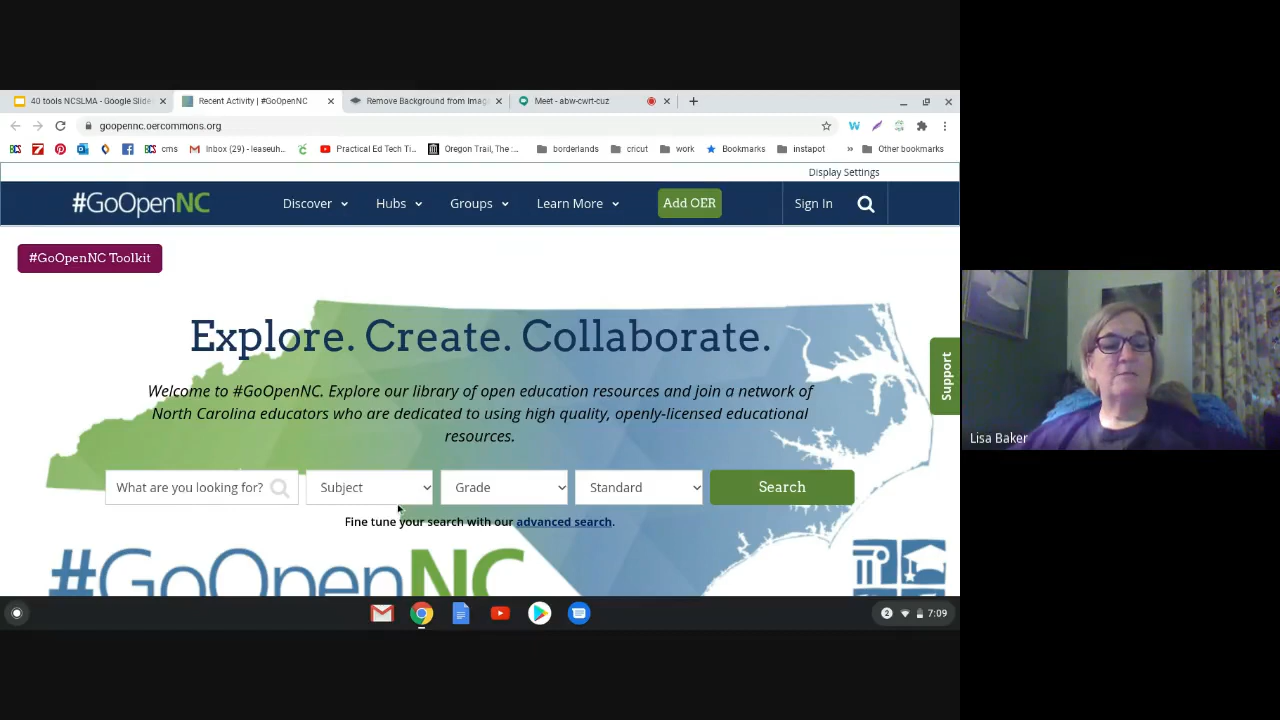 40 tools NCSLMA - Google Slide
Recent Activity | #GoOpenNC
Remove Background from Imag
Meet - abw-cwrt-cuz
goopennc.oercommons.org
BCS
cms
Inbox (29) - leaseuh...
Practical Ed Tech Ti...
Oregon Trail, The :...
borderlands
cricut
work
Bookmarks
instapot
»
Other bookmarks
Display Settings
#GoOpenNC
Discover
Hubs
Groups
Learn More
Add OER
Sign In
#GoOpenNC Toolkit
Explore. Create. Collaborate.
Welcome to #GoOpenNC. Explore our library of open education resources and join a network of
North Carolina educators who are dedicated to using high quality, openly-licensed educational
resources.
Support
What are you looking for?
Subject
Grade
Standard
Search
Fine tune your search with our advanced search.
#GoOpenNC
2
7:09
Lisa Baker